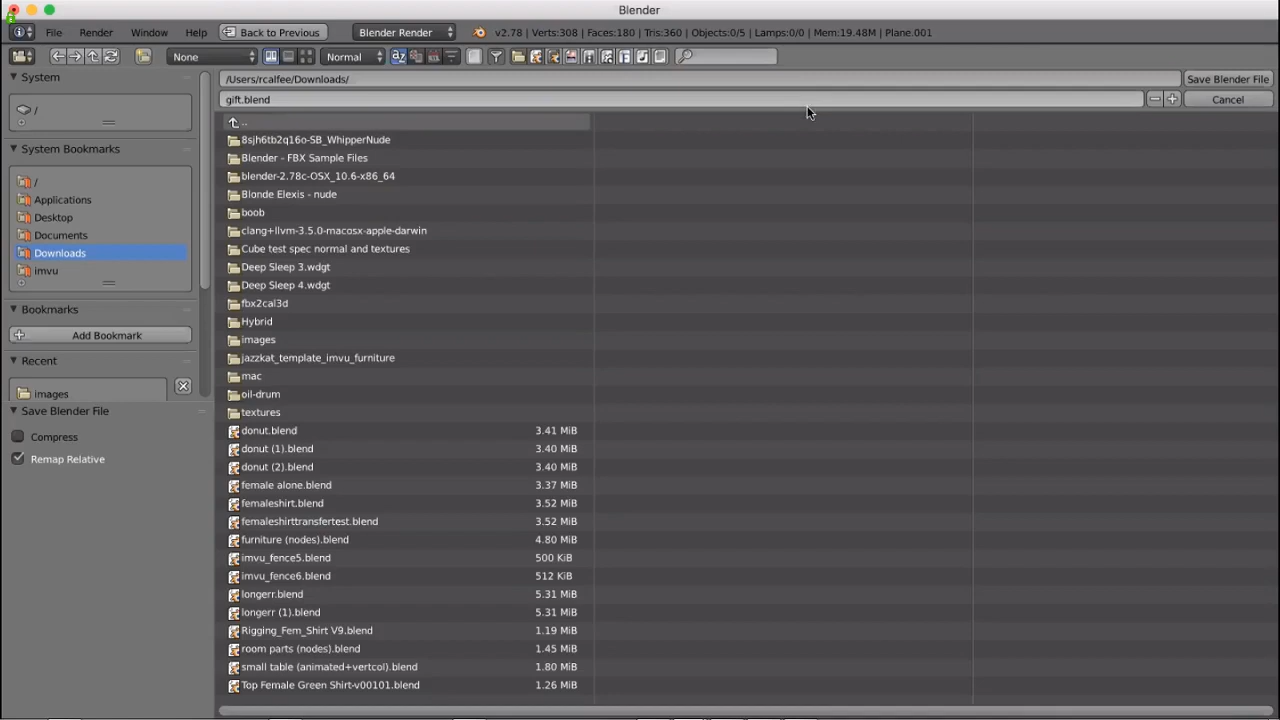 Blender
File Render Window Help Back to Previous Blender Render v2.78 | Verts:308 | Faces:180 | Tris:360 | Objects:0/5 | Lamps:0/0 | Mem:19.48M | Plane.001
None Normal
System
/
System Bookmarks
/
Applications
Desktop
Documents
Downloads
imvu
Bookmarks
Add Bookmark
Recent
images
Save Blender File
Compress
Remap Relative
/Users/rcalfee/Downloads/ Save Blender File
gift.blend Cancel
..
8sjh6tb2q16o-SB_WhipperNude
Blender - FBX Sample Files
blender-2.78c-OSX_10.6-x86_64
Blonde Elexis - nude
boob
clang+llvm-3.5.0-macosx-apple-darwin
Cube test spec normal and textures
Deep Sleep 3.wdgt
Deep Sleep 4.wdgt
fbx2cal3d
Hybrid
images
jazzkat_template_imvu_furniture
mac
oil-drum
textures
donut.blend 3.41 MiB
donut (1).blend 3.40 MiB
donut (2).blend 3.40 MiB
female alone.blend 3.37 MiB
femaleshirt.blend 3.52 MiB
femaleshirttransfertest.blend 3.52 MiB
furniture (nodes).blend 4.80 MiB
imvu_fence5.blend 500 KiB
imvu_fence6.blend 512 KiB
longerr.blend 5.31 MiB
longerr (1).blend 5.31 MiB
Rigging_Fem_Shirt V9.blend 1.19 MiB
room parts (nodes).blend 1.45 MiB
small table (animated+vertcol).blend 1.80 MiB
Top Female Green Shirt-v00101.blend 1.26 MiB